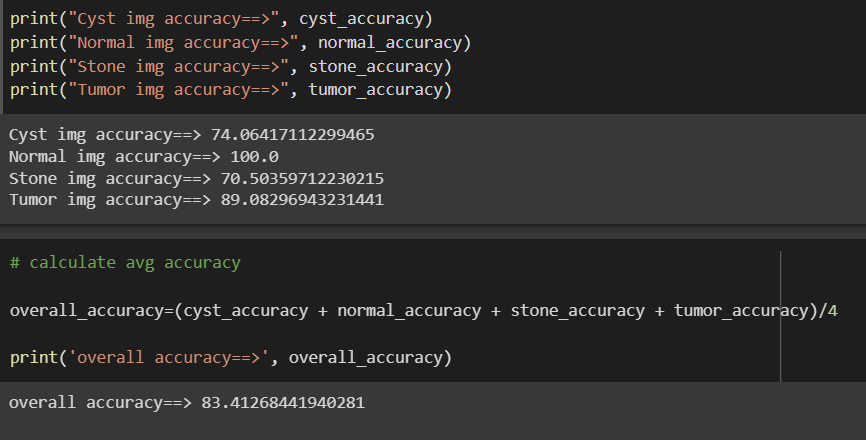 print("Cyst img accuracy==>", cyst_accuracy)
print("Normal img accuracy==>", normal_accuracy)
print("Stone img accuracy==>", stone_accuracy)
print("Tumor img accuracy==>", tumor_accuracy)
Cyst img accuracy==> 74.06417112299465
Normal img accuracy==> 100.0
Stone img accuracy==> 70.50359712230215
Tumor img accuracy==> 89.08296943231441
# calculate avg accuracy
overall_accuracy=(cyst_accuracy + normal_accuracy + stone_accuracy + tumor_accuracy)/4
print('overall accuracy==>', overall_accuracy)
overall accuracy==> 83.41268441940281